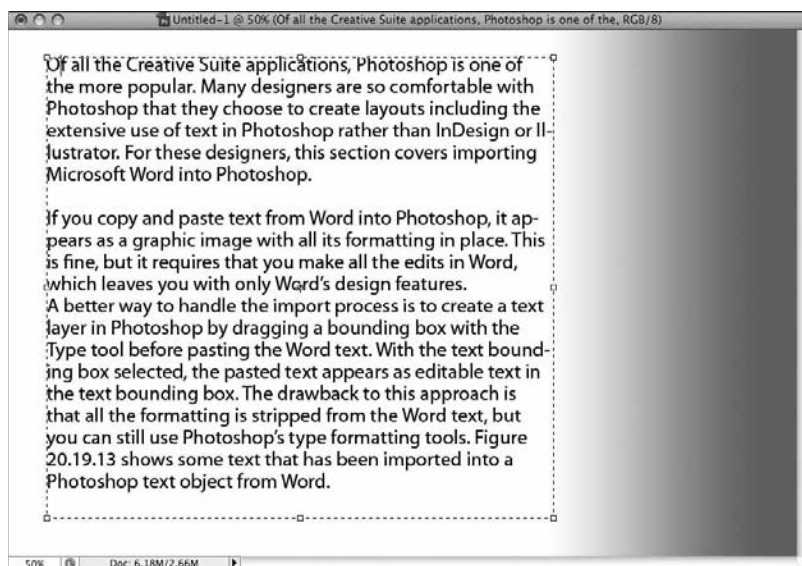 Untitled-1 @ 50% (Of all the Creative Suite applications, Photoshop is one of the, RGB/8)
Of all the Creative Suite applications, Photoshop is one of
the more popular. Many designers are so comfortable with
Photoshop that they choose to create layouts including the
extensive use of text in Photoshop rather than InDesign or Il-
lustrator. For these designers, this section covers importing
Microsoft Word into Photoshop.
If you copy and paste text from Word into Photoshop, it ap-
pears as a graphic image with all its formatting in place. This
is fine, but it requires that you make all the edits in Word,
which leaves you with only Word's design features.
A better way to handle the import process is to create a text
layer in Photoshop by dragging a bounding box with the
Type tool before pasting the Word text. With the text bound-
ing box selected, the pasted text appears as editable text in
the text bounding box. The drawback to this approach is
that all the formatting is stripped from the Word text, but
you can still use Photoshop's type formatting tools. Figure
20.19.13 shows some text that has been imported into a
Photoshop text object from Word.
50% Doc: 6.18M/2.66M